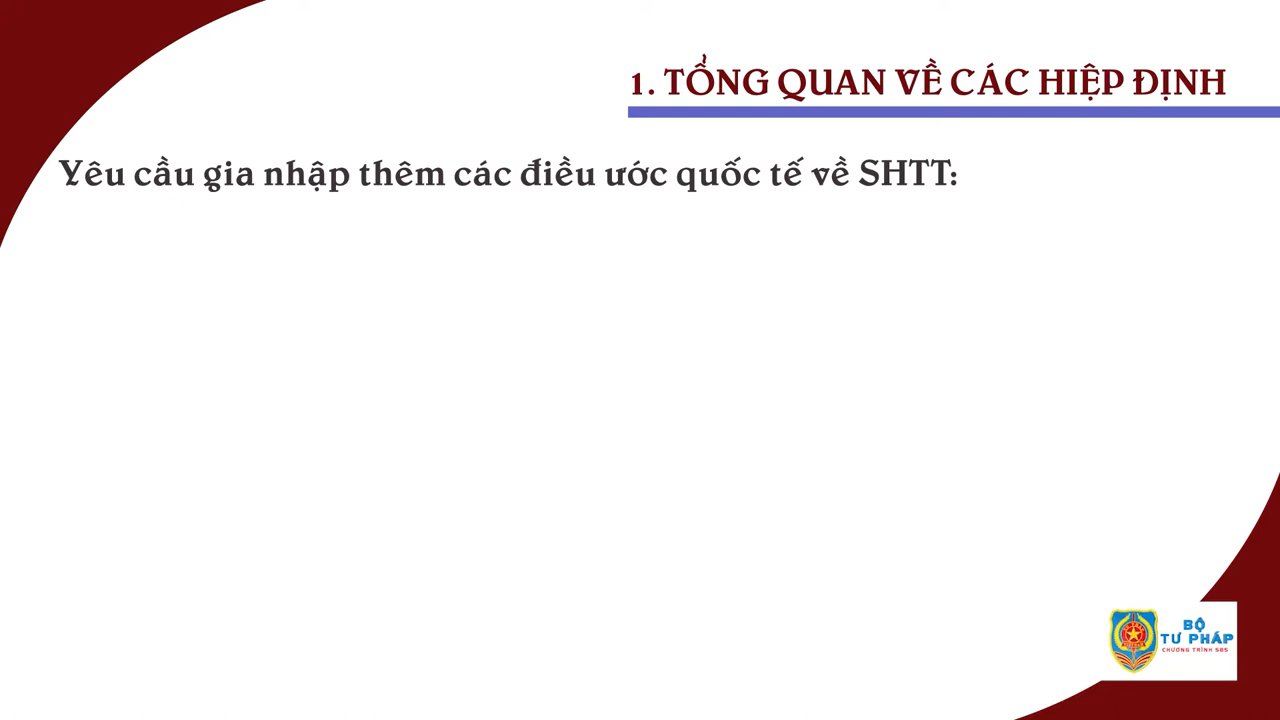 1. TỔNG QUAN VỀ CÁC HIỆP ĐỊNH
Yêu cầu gia nhập thêm các điều ước quốc tế về SHTT:
BỘ
TƯ PHÁP
CHƯƠNG TRÌNH 585